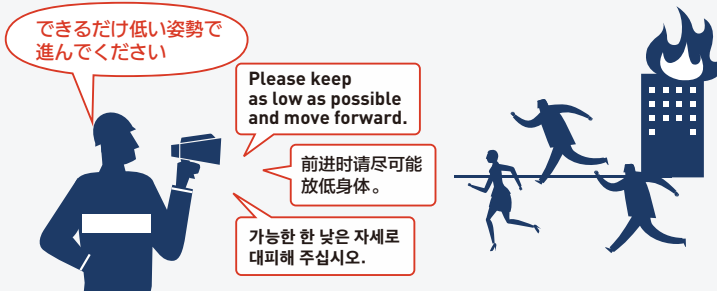 できるだけ低い姿勢で
進んでください
Please keep
as low as possible
and move forward.
前进时请尽可能
放低身体。
가능한 한 낮은 자세로
대피해 주십시오.